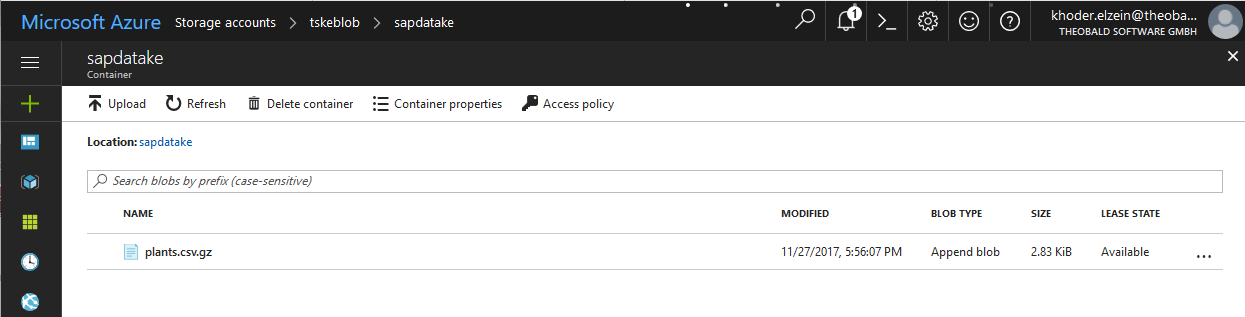 Microsoft Azure Storage accounts > tskeblob > sapdatake 1 khoder.elzein@theoba...
THEOBALD SOFTWARE GMBH
sapdatake
Container
Upload Refresh Delete container Container properties Access policy
Location: sapdatake
Search blobs by prefix (case-sensitive)
NAME MODIFIED BLOB TYPE SIZE LEASE STATE
plants.csv.gz 11/27/2017, 5:56:07 PM Append blob 2.83 KiB Available ...